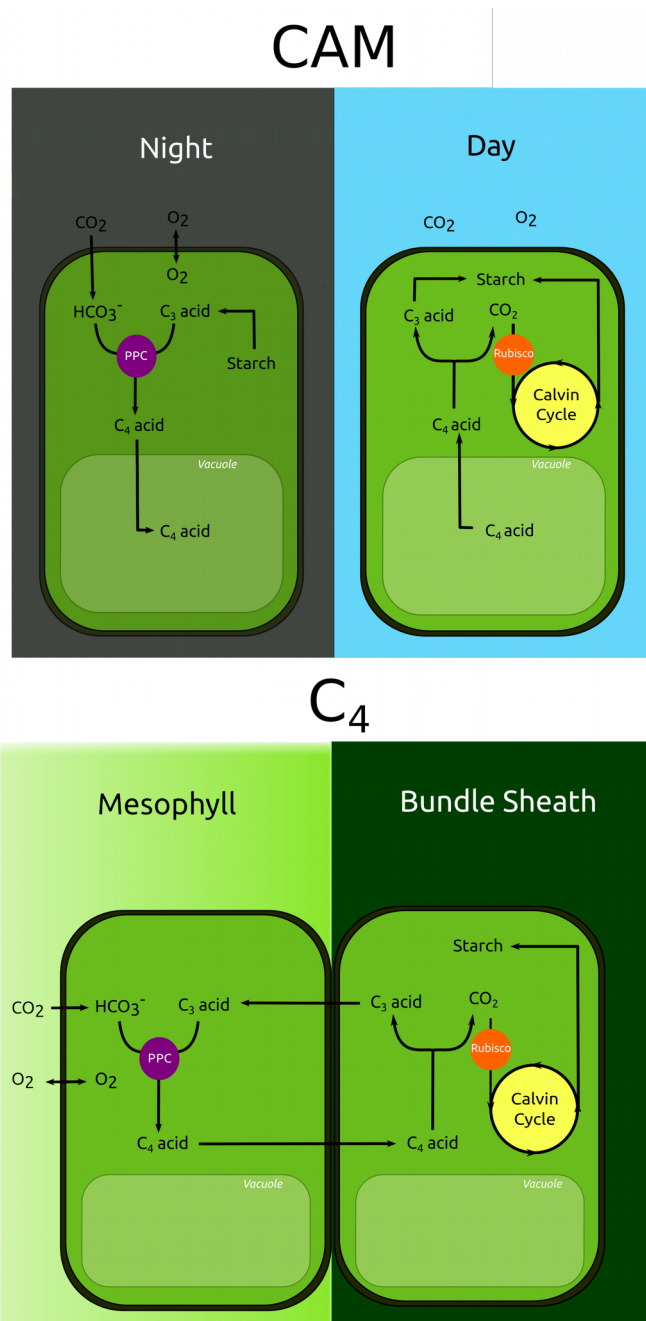 CAM
Night
Day
CO₂
O₂
CO₂
O₂
O₂
HCO₃⁻
C₃ acid
Starch
CO₂
C₃ acid
PPC
Rubisco
Starch
Calvin
Cycle
C₄ acid
C₄ acid
Vacuole
Vacuole
C₄ acid
C₄ acid
C₄
Mesophyll
Bundle Sheath
Starch
CO₂
HCO₃⁻
C₃ acid
C₃ acid
CO₂
PPC
Rubisco
O₂
O₂
Calvin
Cycle
C₄ acid
C₄ acid
Vacuole
Vacuole